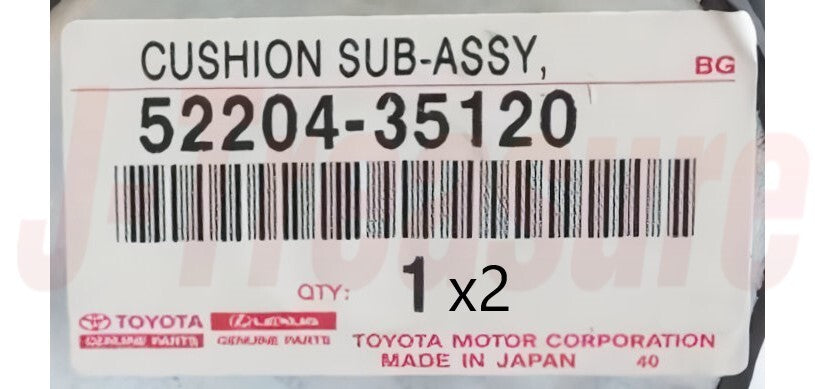 CUSHION SUB-ASSY,
BG
52204-35120
QTY: 1 x2
TOYOTA LEXUS
GENUINE PARTS GENUINE PARTS
TOYOTA MOTOR CORPORATION
MADE IN JAPAN 40
J-Treasure